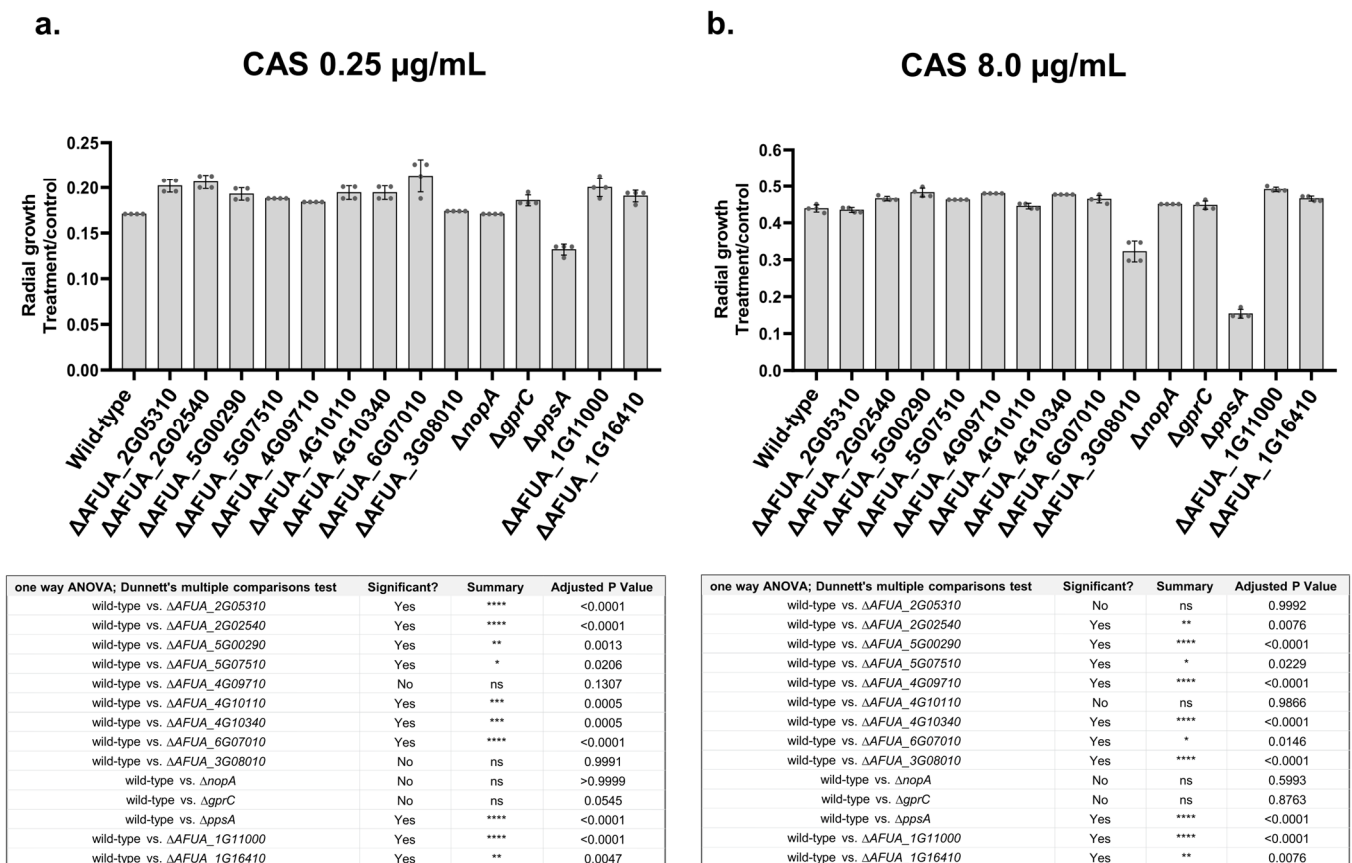 a.
CAS 0.25 µg/mL
Radial growth
Treatment/control
0.25
0.20
0.15
0.10
0.05
0.00
Wild-type
ΔAFUA_2G05310
ΔAFUA_2G02540
ΔAFUA_5G00290
ΔAFUA_5G07510
ΔAFUA_4G09710
ΔAFUA_4G10110
ΔAFUA_4G10340
ΔAFUA_6G07010
ΔAFUA_3G08010
ΔnopA
ΔgprC
ΔppsA
ΔAFUA_1G11000
ΔAFUA_1G16410
one way ANOVA; Dunnett's multiple comparisons test Significant? Summary Adjusted P Value
wild-type vs. ΔAFUA_2G05310 Yes **** <0.0001
wild-type vs. ΔAFUA_2G02540 Yes **** <0.0001
wild-type vs. ΔAFUA_5G00290 Yes ** 0.0013
wild-type vs. ΔAFUA_5G07510 Yes * 0.0206
wild-type vs. ΔAFUA_4G09710 No ns 0.1307
wild-type vs. ΔAFUA_4G10110 Yes *** 0.0005
wild-type vs. ΔAFUA_4G10340 Yes *** 0.0005
wild-type vs. ΔAFUA_6G07010 Yes **** <0.0001
wild-type vs. ΔAFUA_3G08010 No ns 0.9991
wild-type vs. ΔnopA No ns >0.9999
wild-type vs. ΔgprC No ns 0.0545
wild-type vs. ΔppsA Yes **** <0.0001
wild-type vs. ΔAFUA_1G11000 Yes **** <0.0001
wild-type vs. ΔAFUA_1G16410 Yes ** 0.0047
b.
CAS 8.0 µg/mL
Radial growth
Treatment/control
0.6
0.5
0.4
0.3
0.2
0.1
0.0
Wild-type
ΔAFUA_2G05310
ΔAFUA_2G02540
ΔAFUA_5G00290
ΔAFUA_5G07510
ΔAFUA_4G09710
ΔAFUA_4G10110
ΔAFUA_4G10340
ΔAFUA_6G07010
ΔAFUA_3G08010
ΔnopA
ΔgprC
ΔppsA
ΔAFUA_1G11000
ΔAFUA_1G16410
one way ANOVA; Dunnett's multiple comparisons test Significant? Summary Adjusted P Value
wild-type vs. ΔAFUA_2G05310 No ns 0.9992
wild-type vs. ΔAFUA_2G02540 Yes ** 0.0076
wild-type vs. ΔAFUA_5G00290 Yes **** <0.0001
wild-type vs. ΔAFUA_5G07510 Yes * 0.0229
wild-type vs. ΔAFUA_4G09710 Yes **** <0.0001
wild-type vs. ΔAFUA_4G10110 No ns 0.9866
wild-type vs. ΔAFUA_4G10340 Yes **** <0.0001
wild-type vs. ΔAFUA_6G07010 Yes * 0.0146
wild-type vs. ΔAFUA_3G08010 Yes **** <0.0001
wild-type vs. ΔnopA No ns 0.5993
wild-type vs. ΔgprC No ns 0.8763
wild-type vs. ΔppsA Yes **** <0.0001
wild-type vs. ΔAFUA_1G11000 Yes **** <0.0001
wild-type vs. ΔAFUA_1G16410 Yes ** 0.0076